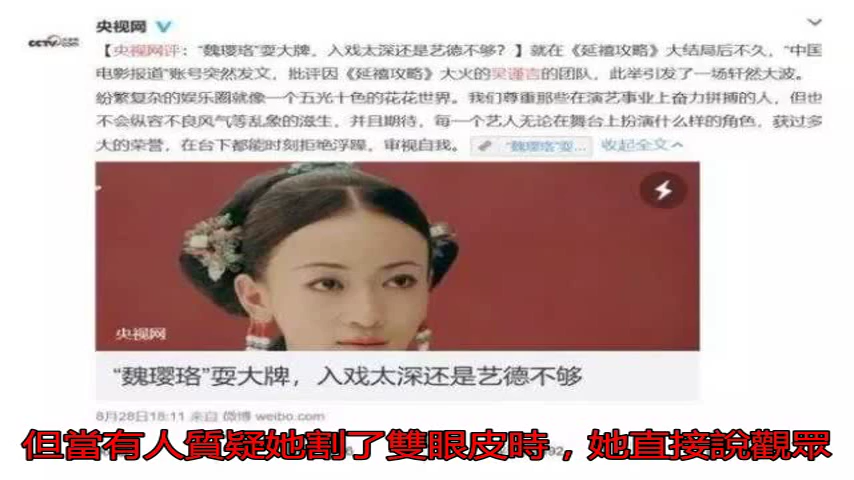 央视网
CCTV
【央视网评：“魏璎珞”耍大牌，入戏太深还是艺德不够？】就在《延禧攻略》大结局后不久，“中国
电影报道”账号突然发文，批评因《延禧攻略》大火的吴谨言的团队，此举引发了一场轩然大波。
纷繁复杂的娱乐圈就像一个五光十色的花花世界。我们尊重那些在演艺事业上奋力拼搏的人，但也
不会纵容不良风气等乱象的滋生，并且期待，每一个艺人无论在舞台上扮演什么样的角色，获过多
大的荣誉，在台下都能时刻拒绝浮躁，审视自我。 “魏璎珞”耍... 收起全文
央视网
“魏璎珞”耍大牌，入戏太深还是艺德不够
8月28日18:11 来自 微博 weibo.com
但當有人質疑她割了雙眼皮時，她直接說觀眾